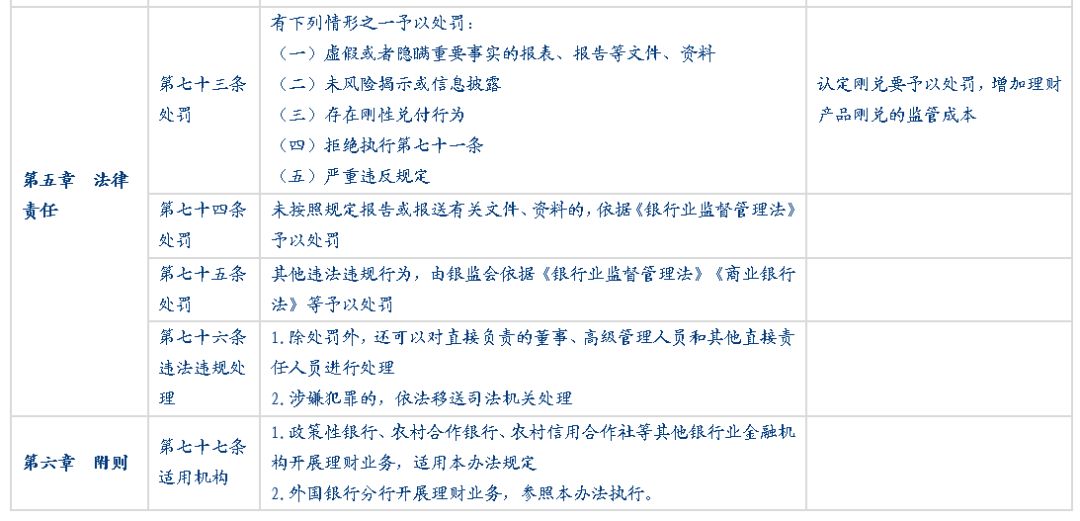 有下列情形之一予以处罚：
（一）虚假或者隐瞒重要事实的报表、报告等文件、资料
第七十三条
（二）未风险揭示或信息披露
认定刚兑要予以处罚，增加理财
处罚
（三）存在刚性兑付行为
产品刚兑的监管成本
（四）拒绝执行第七十一条
第五章 法律
（五）严重违反规定
责任
第七十四条
未按照规定报告或报送有关文件、资料的，依据《银行业监督管理法》
处罚
予以处罚
第七十五条
其他违法违规行为，由银监会依据《银行业监督管理法》《商业银行
处罚
法》等予以处罚
第七十六条
1.除处罚外，还可以对直接负责的董事、高级管理人员和其他直接责
违法违规处
任人员进行处理
理
2.涉嫌犯罪的，依法移送司法机关处理
第六章 附则
第七十七条
1.政策性银行、农村合作银行、农村信用合作社等其他银行业金融机
适用机构
构开展理财业务，适用本办法规定
2.外国银行分行开展理财业务，参照本办法执行。